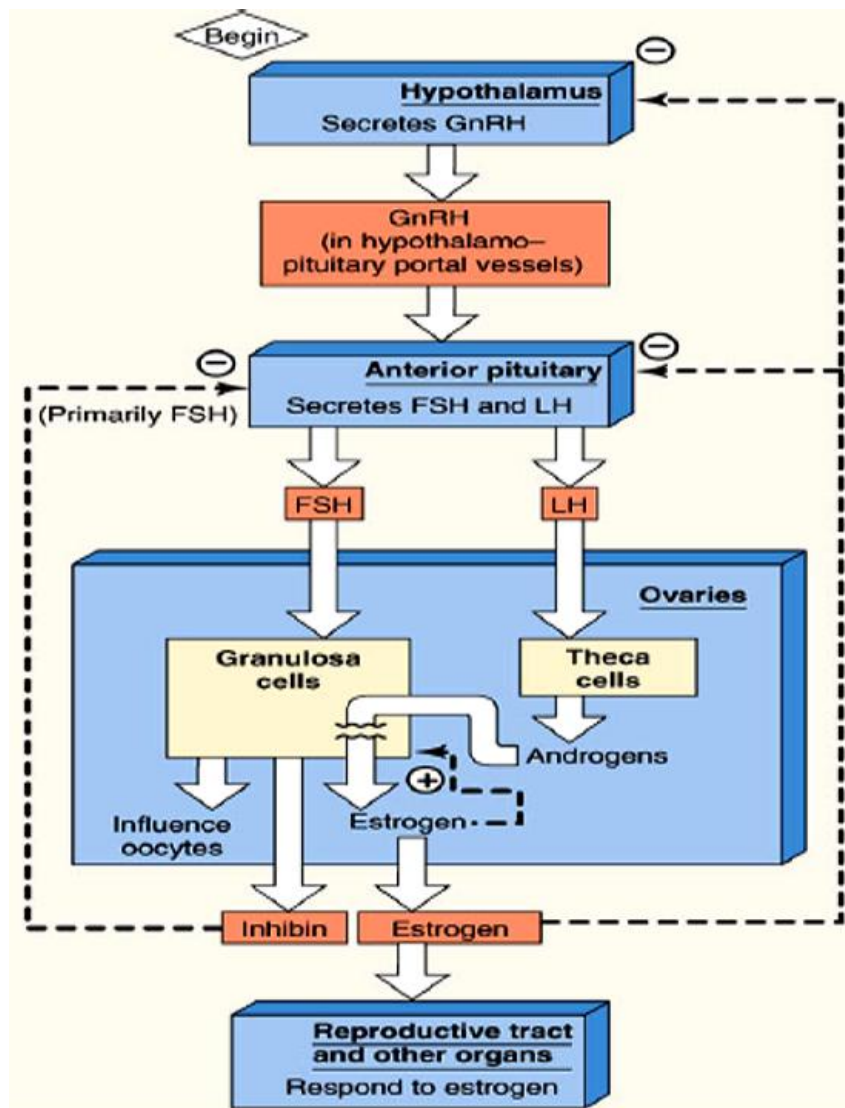 Begin
Hypothalamus
Secretes GnRH
GnRH
(in hypothalamo–
pituitary portal vessels)
Anterior pituitary
Secretes FSH and LH
(Primarily FSH)
FSH
LH
Ovaries
Granulosa
cells
Theca
cells
Androgens
Influence
oocytes
Estrogen
Inhibin
Estrogen
Reproductive tract
and other organs
Respond to estrogen